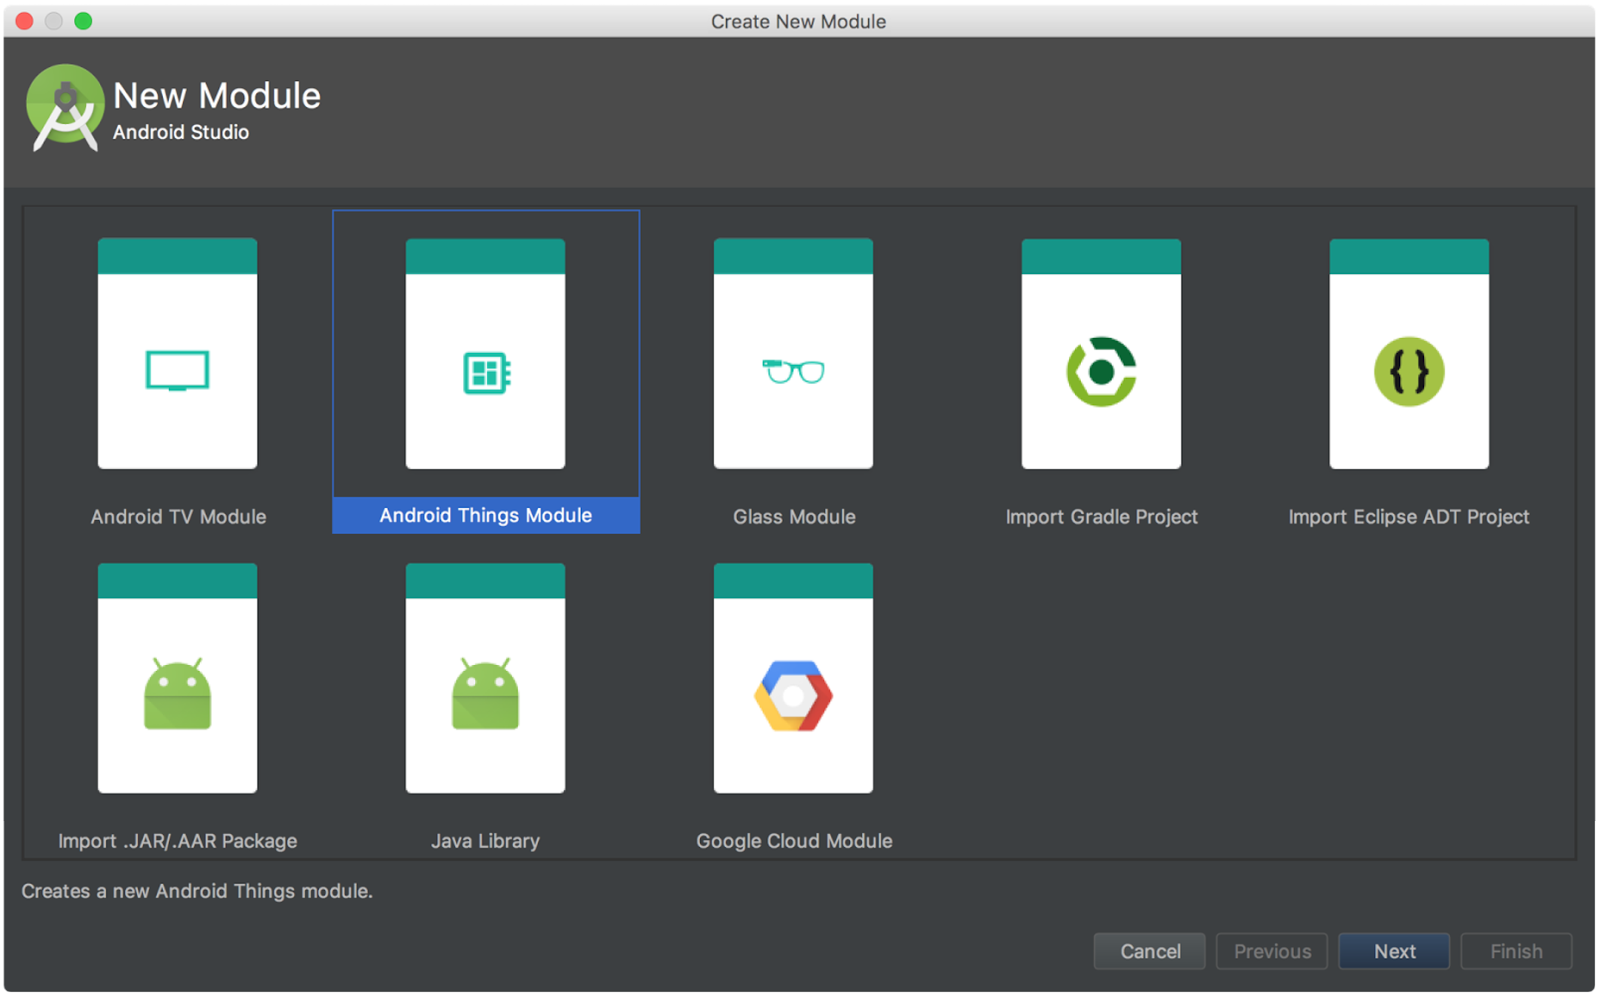 Create New Module
New Module
Android Studio
Android TV Module
Android Things Module
Glass Module
Import Gradle Project
Import Eclipse ADT Project
Import .JAR/.AAR Package
Java Library
Google Cloud Module
Creates a new Android Things module.
Cancel
Previous
Next
Finish